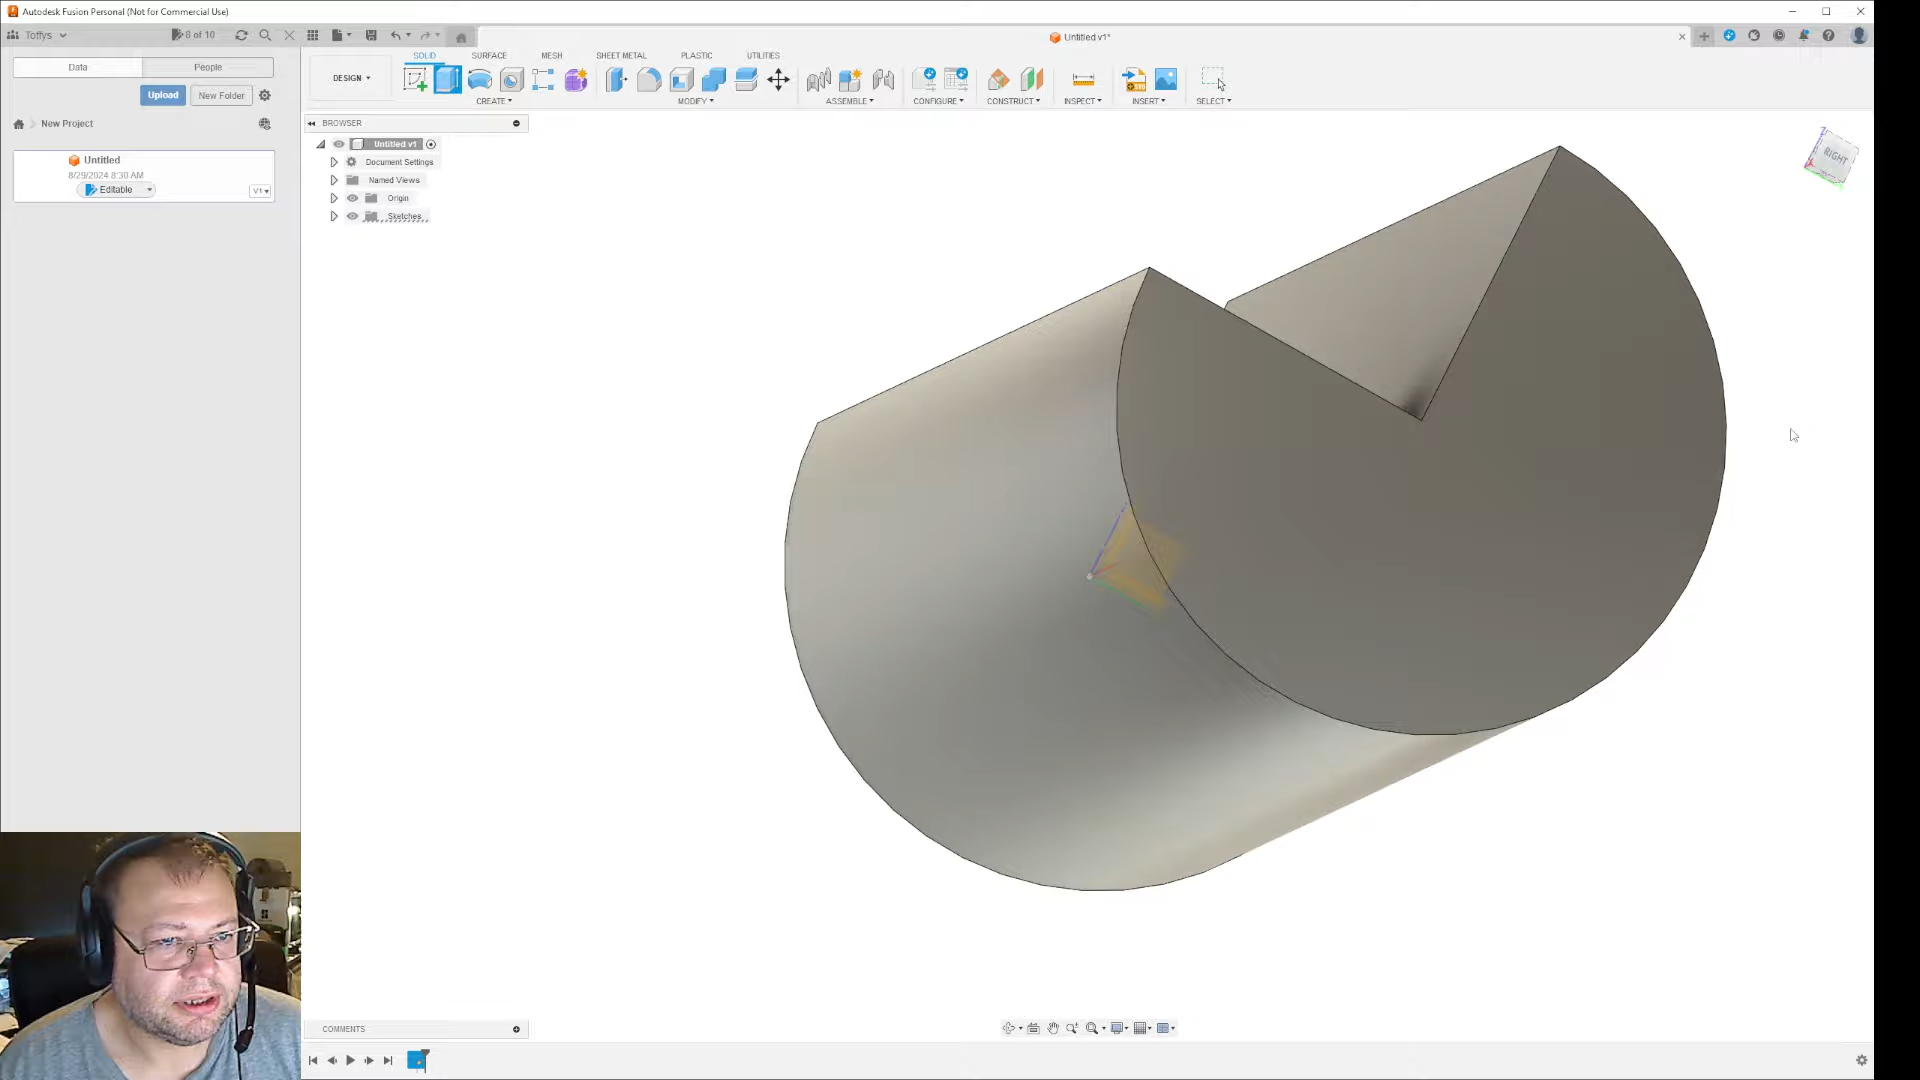 Autodesk Fusion Personal (Not for Commercial Use)
Toffys
8 of 10
Untitled v1*
Data
People
Upload
New Folder
New Project
Untitled
8/29/2024 8:30 AM
Editable
V1
DESIGN
SOLID
SURFACE
MESH
SHEET METAL
PLASTIC
UTILITIES
CREATE
MODIFY
ASSEMBLE
CONFIGURE
CONSTRUCT
INSPECT
INSERT
SELECT
BROWSER
Untitled v1
Document Settings
Named Views
Origin
Sketches
RIGHT
COMMENTS